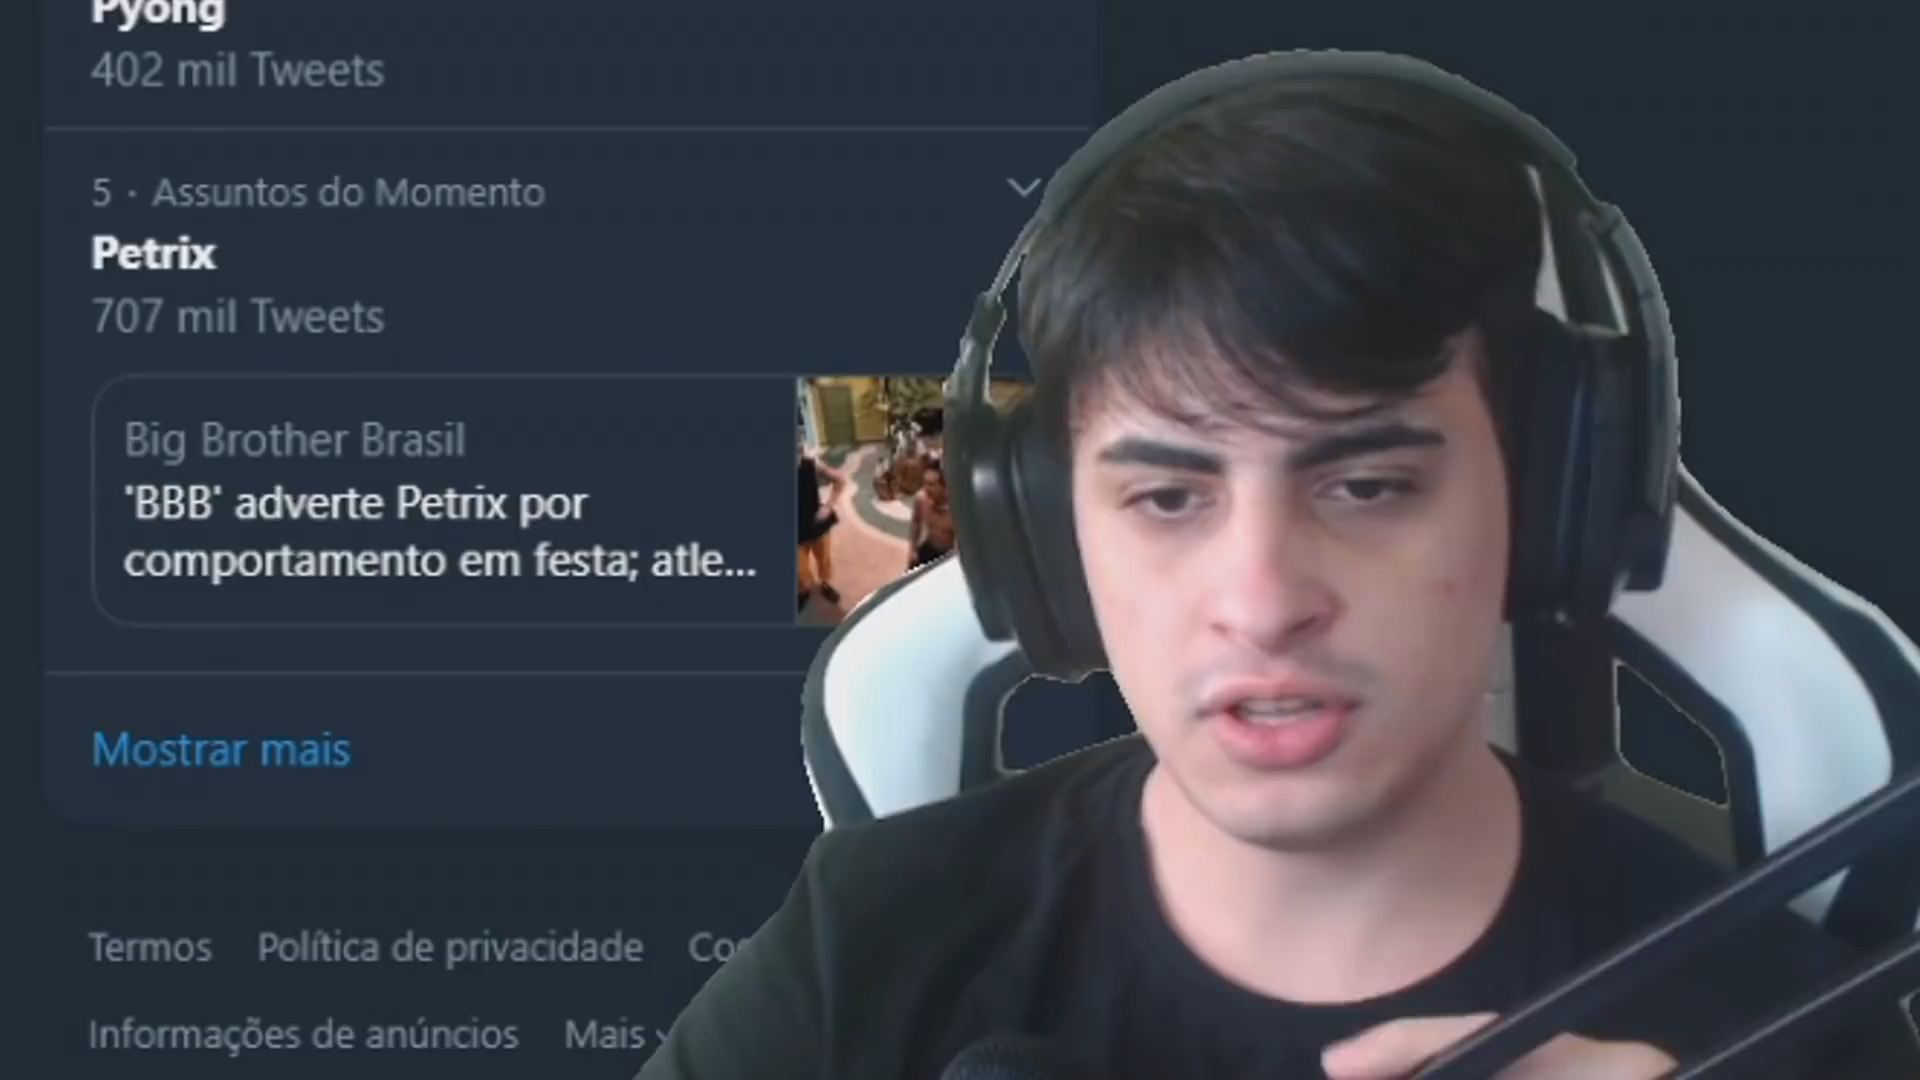 Pyong
402 mil Tweets
5 · Assuntos do Momento
Petrix
707 mil Tweets
Big Brother Brasil
'BBB' adverte Petrix por
comportamento em festa; atle...
Mostrar mais
Termos Política de privacidade
Informações de anúncios Mais